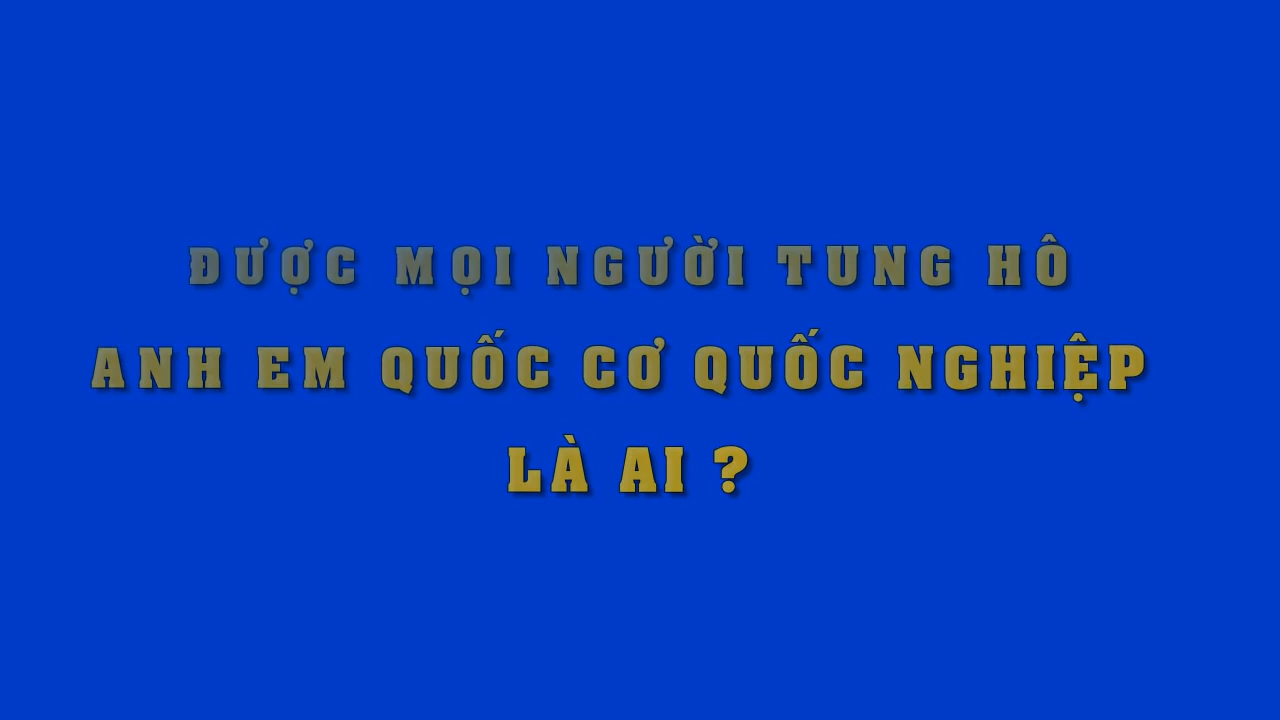 ĐƯỢC MỌI NGƯỜI TUNG HÔ
ANH EM QUỐC CƠ QUỐC NGHIỆP
LÀ AI ?